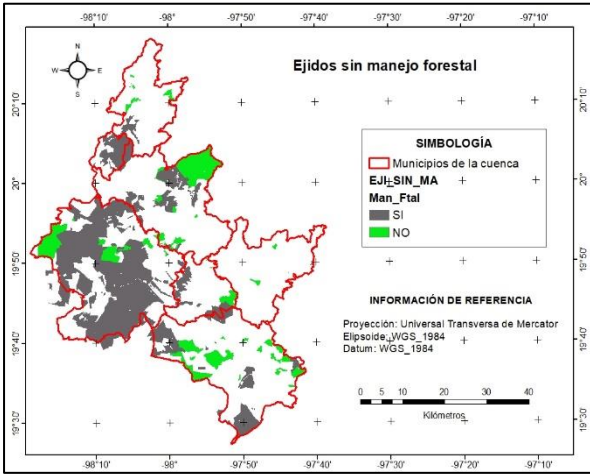 -98°10' -98° -97°50' -97°40' -97°30' -97°20' -97°10'
N
W E
S
Ejidos sin manejo forestal
20°10' 20°10'
SIMBOLOGÍA
Municipios de la cuenca
EJI_SIN_MA
Man_Ftal
SI
NO
20° 20°
19°50' 19°50'
INFORMACIÓN DE REFERENCIA
Proyección: Universal Transversa de Mercator
Elipsoide: WGS_1984
Datum: WGS_1984
19°40' 19°40'
0 5 10 20 30 40
Kilómetros
19°30' 19°30'
-98°10' -98° -97°50' -97°40' -97°30' -97°20' -97°10'